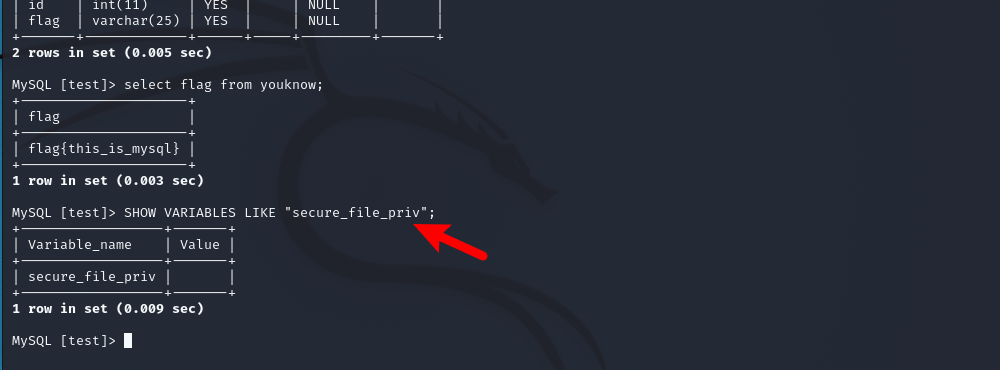 | id | int(11) | YES | | NULL | |
| flag | varchar(25) | YES | | NULL | |
+------+-------------+------+-----+---------+-------+
2 rows in set (0.005 sec)
MySQL [test]> select flag from youknow;
+---------------------+
| flag |
+---------------------+
| flag{this_is_mysql} |
+---------------------+
1 row in set (0.003 sec)
MySQL [test]> SHOW VARIABLES LIKE "secure_file_priv";
+------------------+-------+
| Variable_name | Value |
+------------------+-------+
| secure_file_priv | |
+------------------+-------+
1 row in set (0.009 sec)
MySQL [test]>